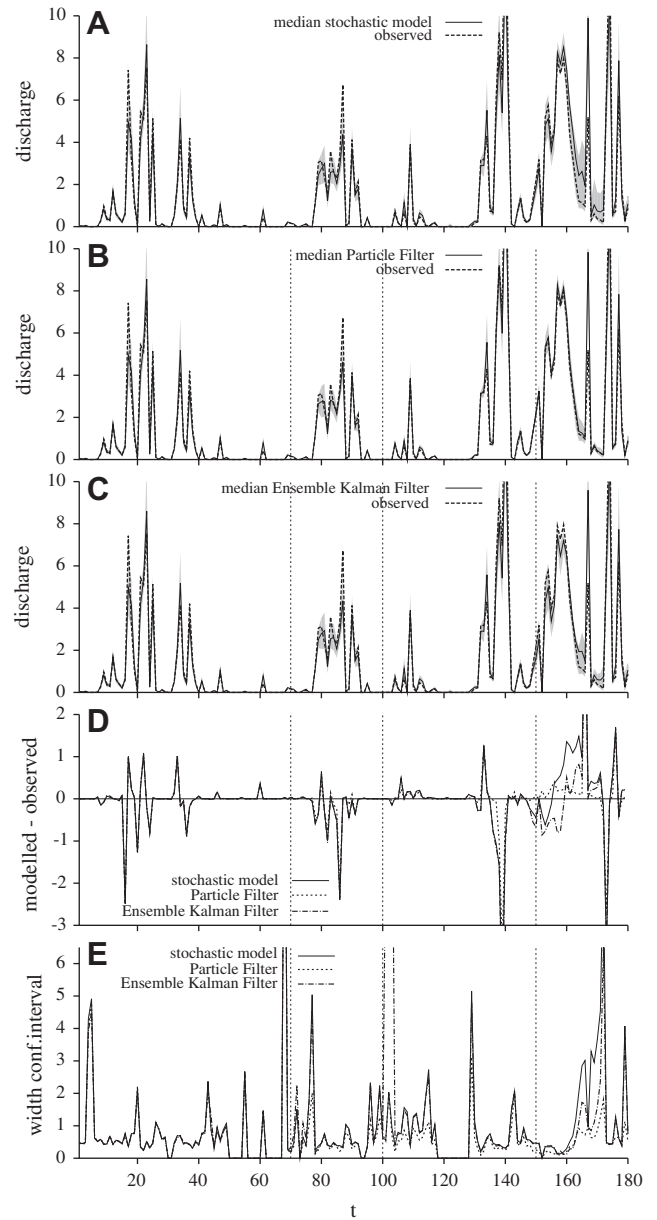 A
median stochastic model
observed
10
8
6
4
2
0
discharge
B
median Particle Filter
observed
10
8
6
4
2
0
discharge
C
median Ensemble Kalman Filter
observed
10
8
6
4
2
0
discharge
D
2
1
0
-1
-2
-3
modelled - observed
stochastic model
Particle Filter
Ensemble Kalman Filter
E
stochastic model
Particle Filter
Ensemble Kalman Filter
6
5
4
3
2
1
0
width conf.interval
20 40 60 80 100 120 140 160 180
t